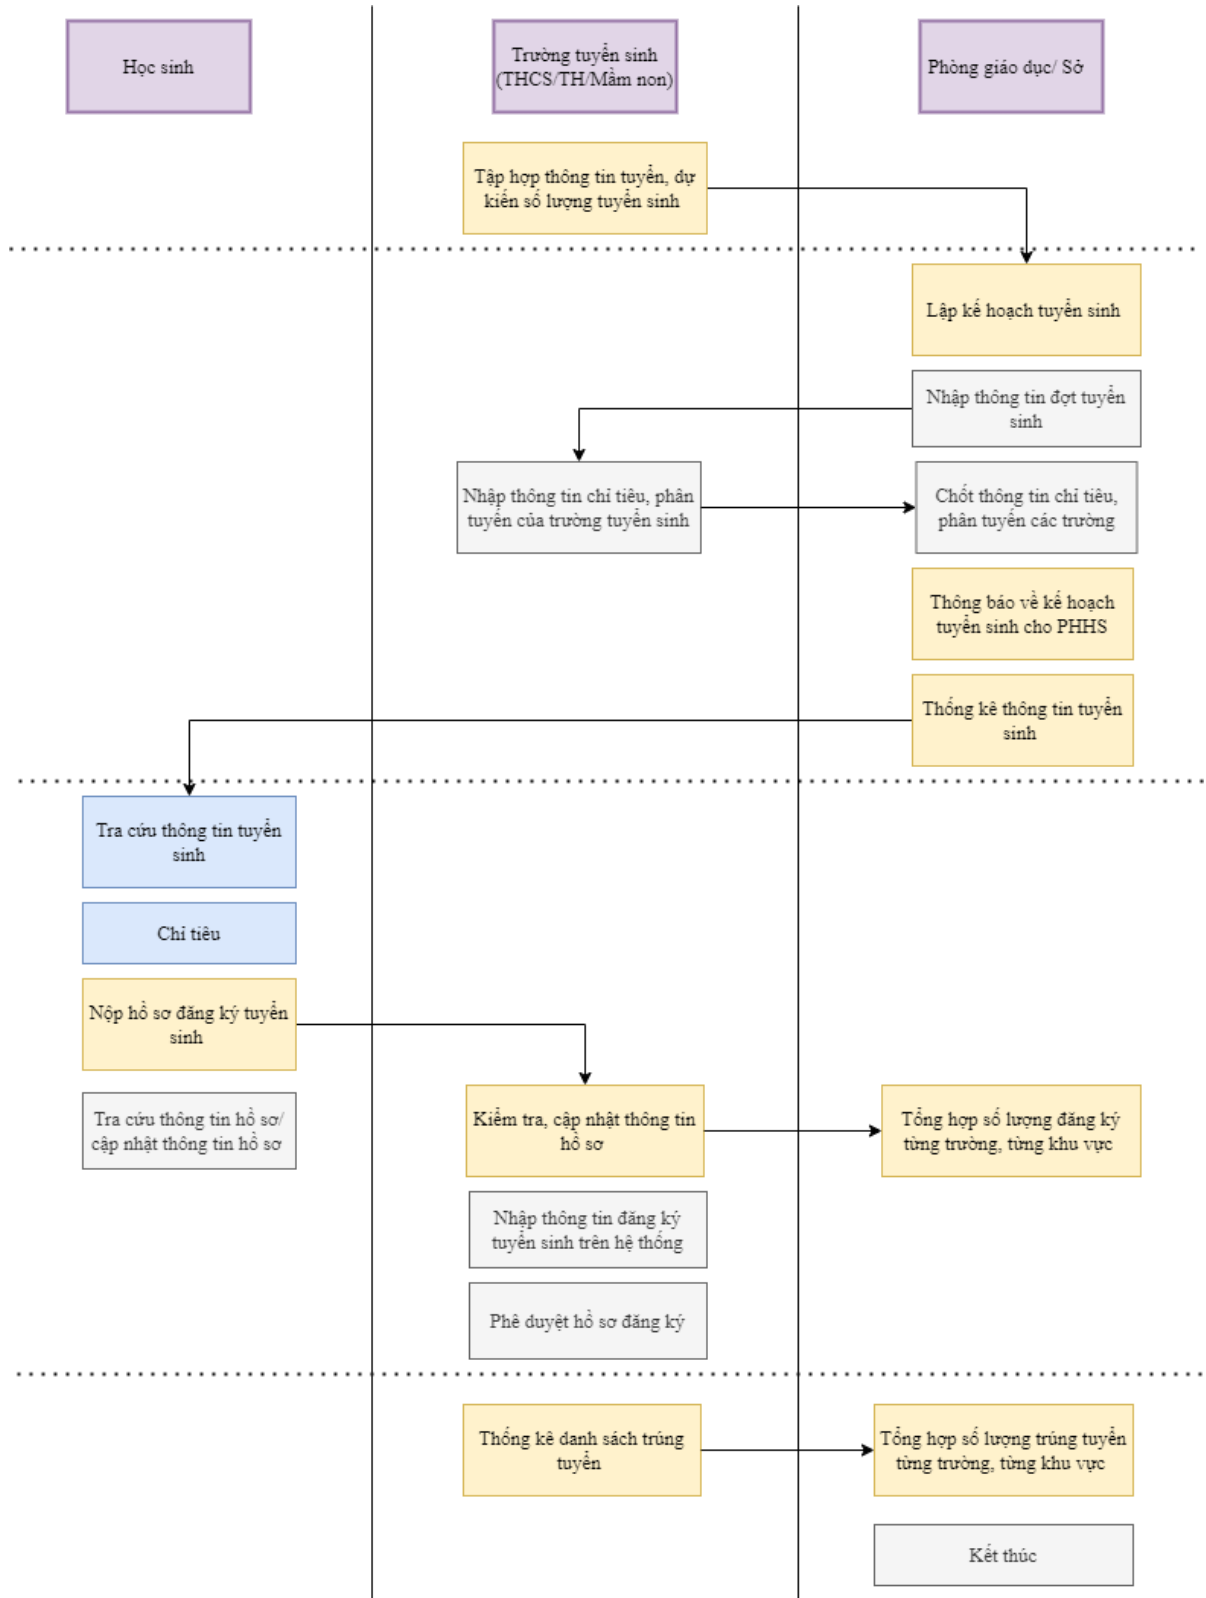 Học sinh
Trường tuyển sinh
(THCS/TH/Mầm non)
Phòng giáo dục/ Sở
Tập hợp thông tin tuyển, dự
kiến số lượng tuyển sinh
Lập kế hoạch tuyển sinh
Nhập thông tin đợt tuyển
sinh
Nhập thông tin chỉ tiêu, phân
tuyến của trường tuyển sinh
Chốt thông tin chỉ tiêu,
phân tuyến các trường
Thông báo về kế hoạch
tuyển sinh cho PHHS
Thống kê thông tin tuyển
sinh
Tra cứu thông tin tuyển
sinh
Chỉ tiêu
Nộp hồ sơ đăng ký tuyển
sinh
Tra cứu thông tin hồ sơ/
cập nhật thông tin hồ sơ
Kiểm tra, cập nhật thông tin
hồ sơ
Tổng hợp số lượng đăng ký
từng trường, từng khu vực
Nhập thông tin đăng ký
tuyển sinh trên hệ thống
Phê duyệt hồ sơ đăng ký
Thống kê danh sách trúng
tuyển
Tổng hợp số lượng trúng tuyển
từng trường, từng khu vực
Kết thúc